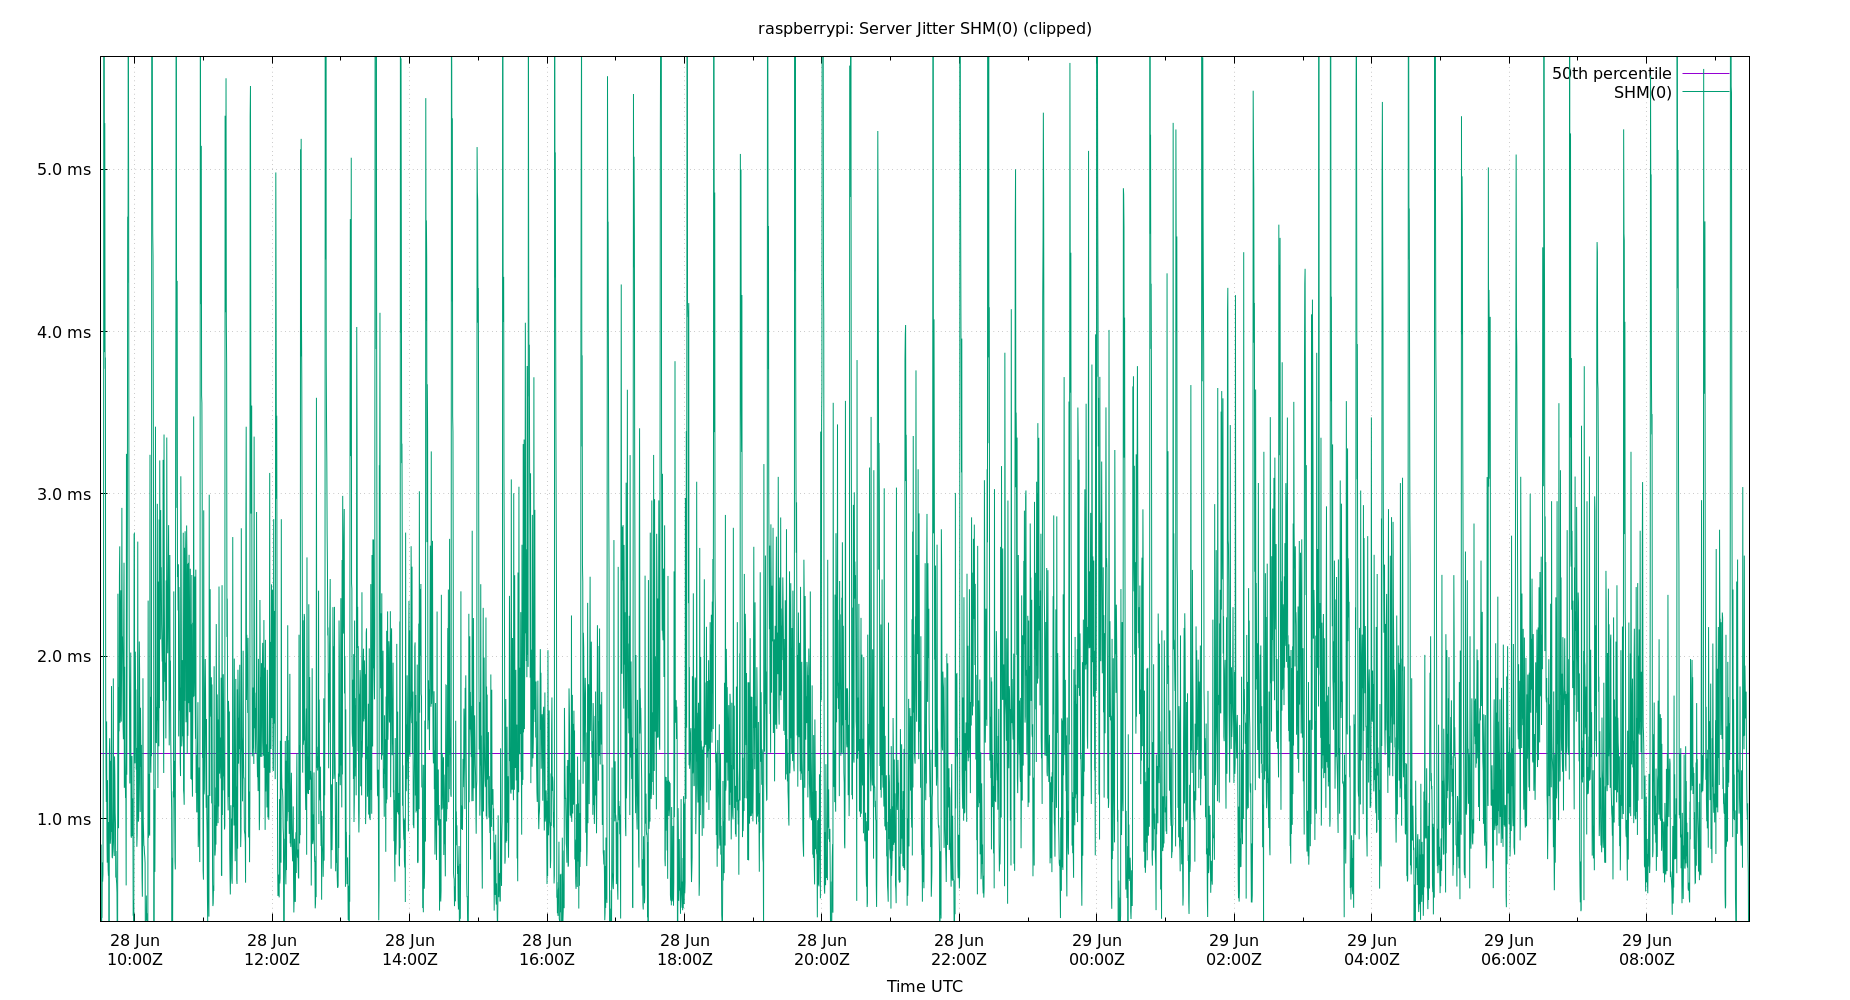 raspberrypi: Server Jitter SHM(0) (clipped)
50th percentile
SHM(0)
5.0 ms
4.0 ms
3.0 ms
2.0 ms
1.0 ms
28 Jun 28 Jun 28 Jun 28 Jun 28 Jun 28 Jun 28 Jun 29 Jun 29 Jun 29 Jun 29 Jun 29 Jun
10:00Z 12:00Z 14:00Z 16:00Z 18:00Z 20:00Z 22:00Z 00:00Z 02:00Z 04:00Z 06:00Z 08:00Z
Time UTC